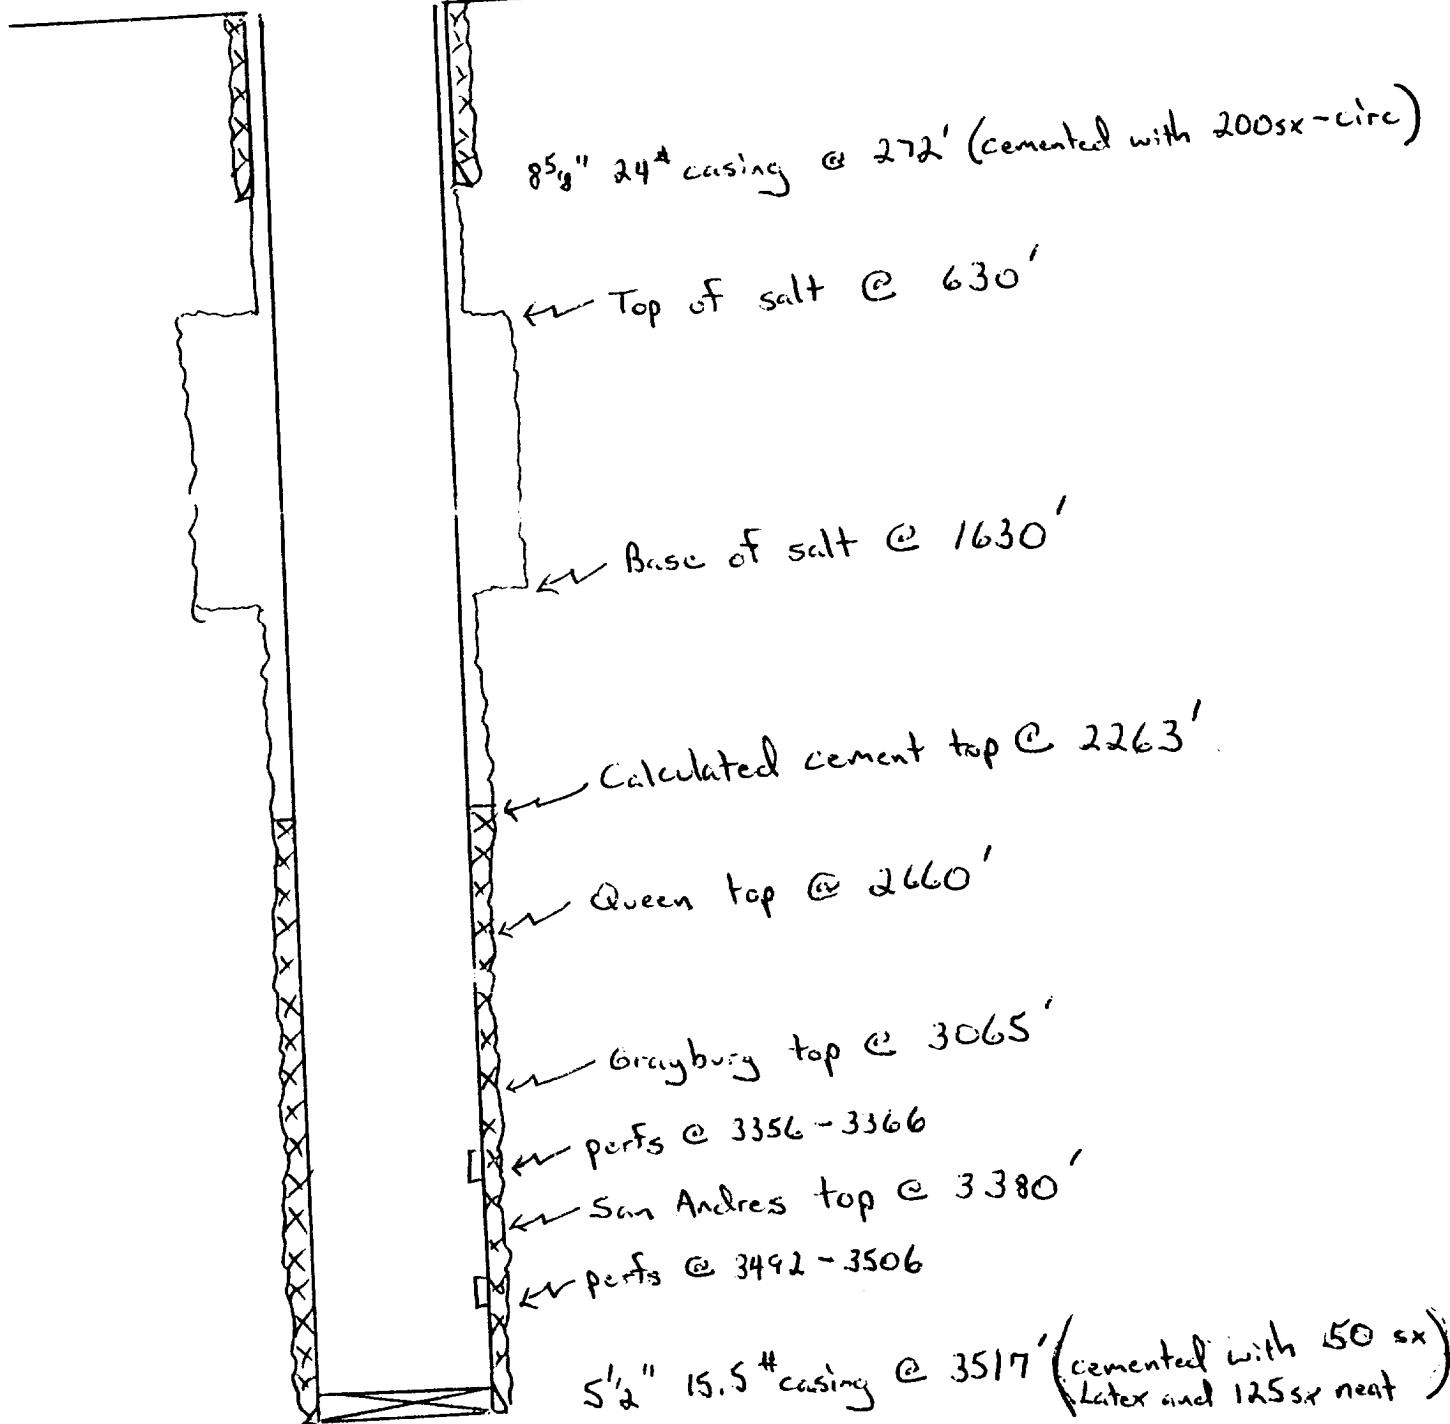 8 5/8" 24# casing @ 272' (cemented with 200sx-circ)
Top of salt @ 630'
Base of salt @ 1630'
Calculated cement top @ 2263'
Queen top @ 2660'
Grayburg top @ 3065'
perfs @ 3356-3366
San Andres top @ 3380'
perfs @ 3492-3506
5 1/2" 15.5# casing @ 3517' (cemented with 50 sx
Latex and 125sx neat)